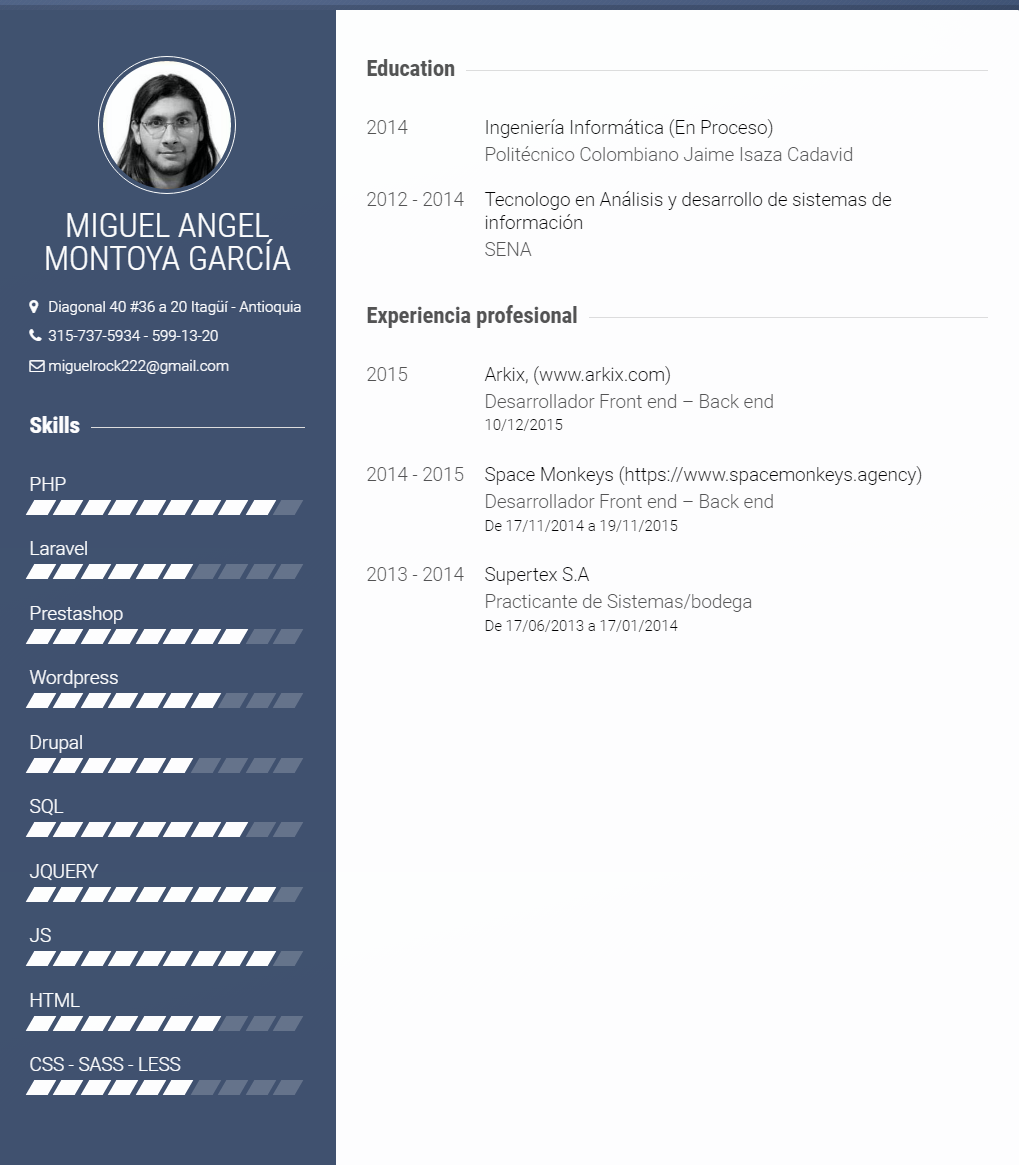 MIGUEL ANGEL
MONTOYA GARCÍA
Diagonal 40 #36 a 20 Itagüí - Antioquia
315-737-5934 - 599-13-20
miguelrock222@gmail.com
Skills
PHP
Laravel
Prestashop
Wordpress
Drupal
SQL
JQUERY
JS
HTML
CSS - SASS - LESS
Education
2014
Ingeniería Informática (En Proceso)
Politécnico Colombiano Jaime Isaza Cadavid
2012 - 2014
Tecnologo en Análisis y desarrollo de sistemas de
información
SENA
Experiencia profesional
2015
Arkix, (www.arkix.com)
Desarrollador Front end – Back end
10/12/2015
2014 - 2015
Space Monkeys (https://www.spacemonkeys.agency)
Desarrollador Front end – Back end
De 17/11/2014 a 19/11/2015
2013 - 2014
Supertex S.A
Practicante de Sistemas/bodega
De 17/06/2013 a 17/01/2014